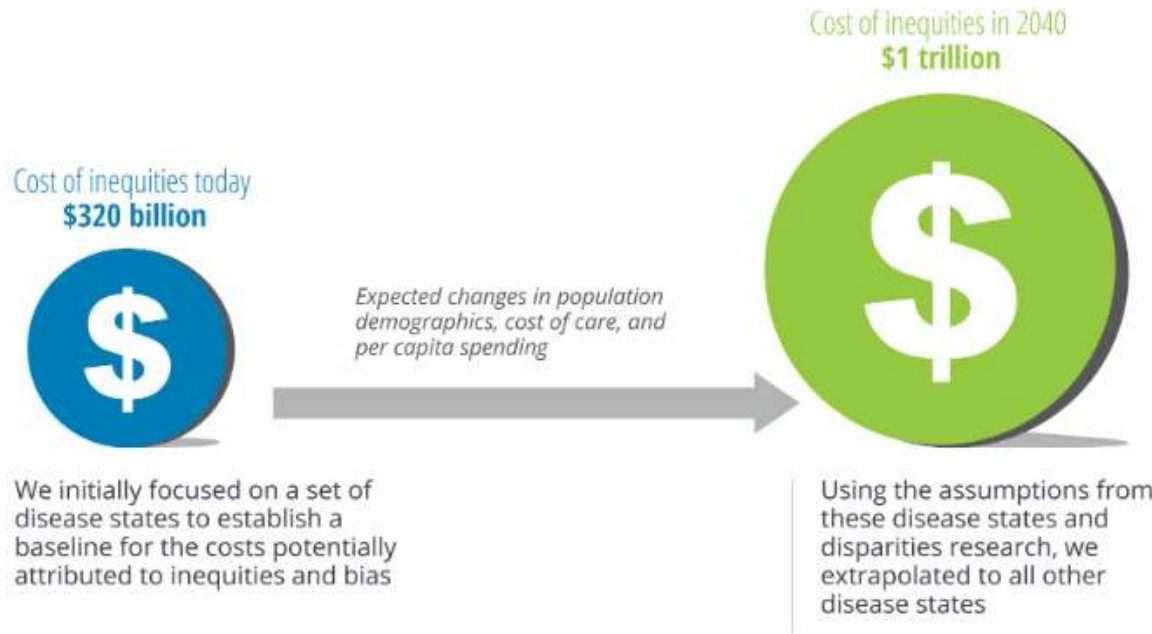 Cost of inequities in 2040
$1 trillion
Cost of inequities today
$320 billion
$
$
Expected changes in population
demographics, cost of care, and
per capita spending
We initially focused on a set of
disease states to establish a
baseline for the costs potentially
attributed to inequities and bias
Using the assumptions from
these disease states and
disparities research, we
extrapolated to all other
disease states